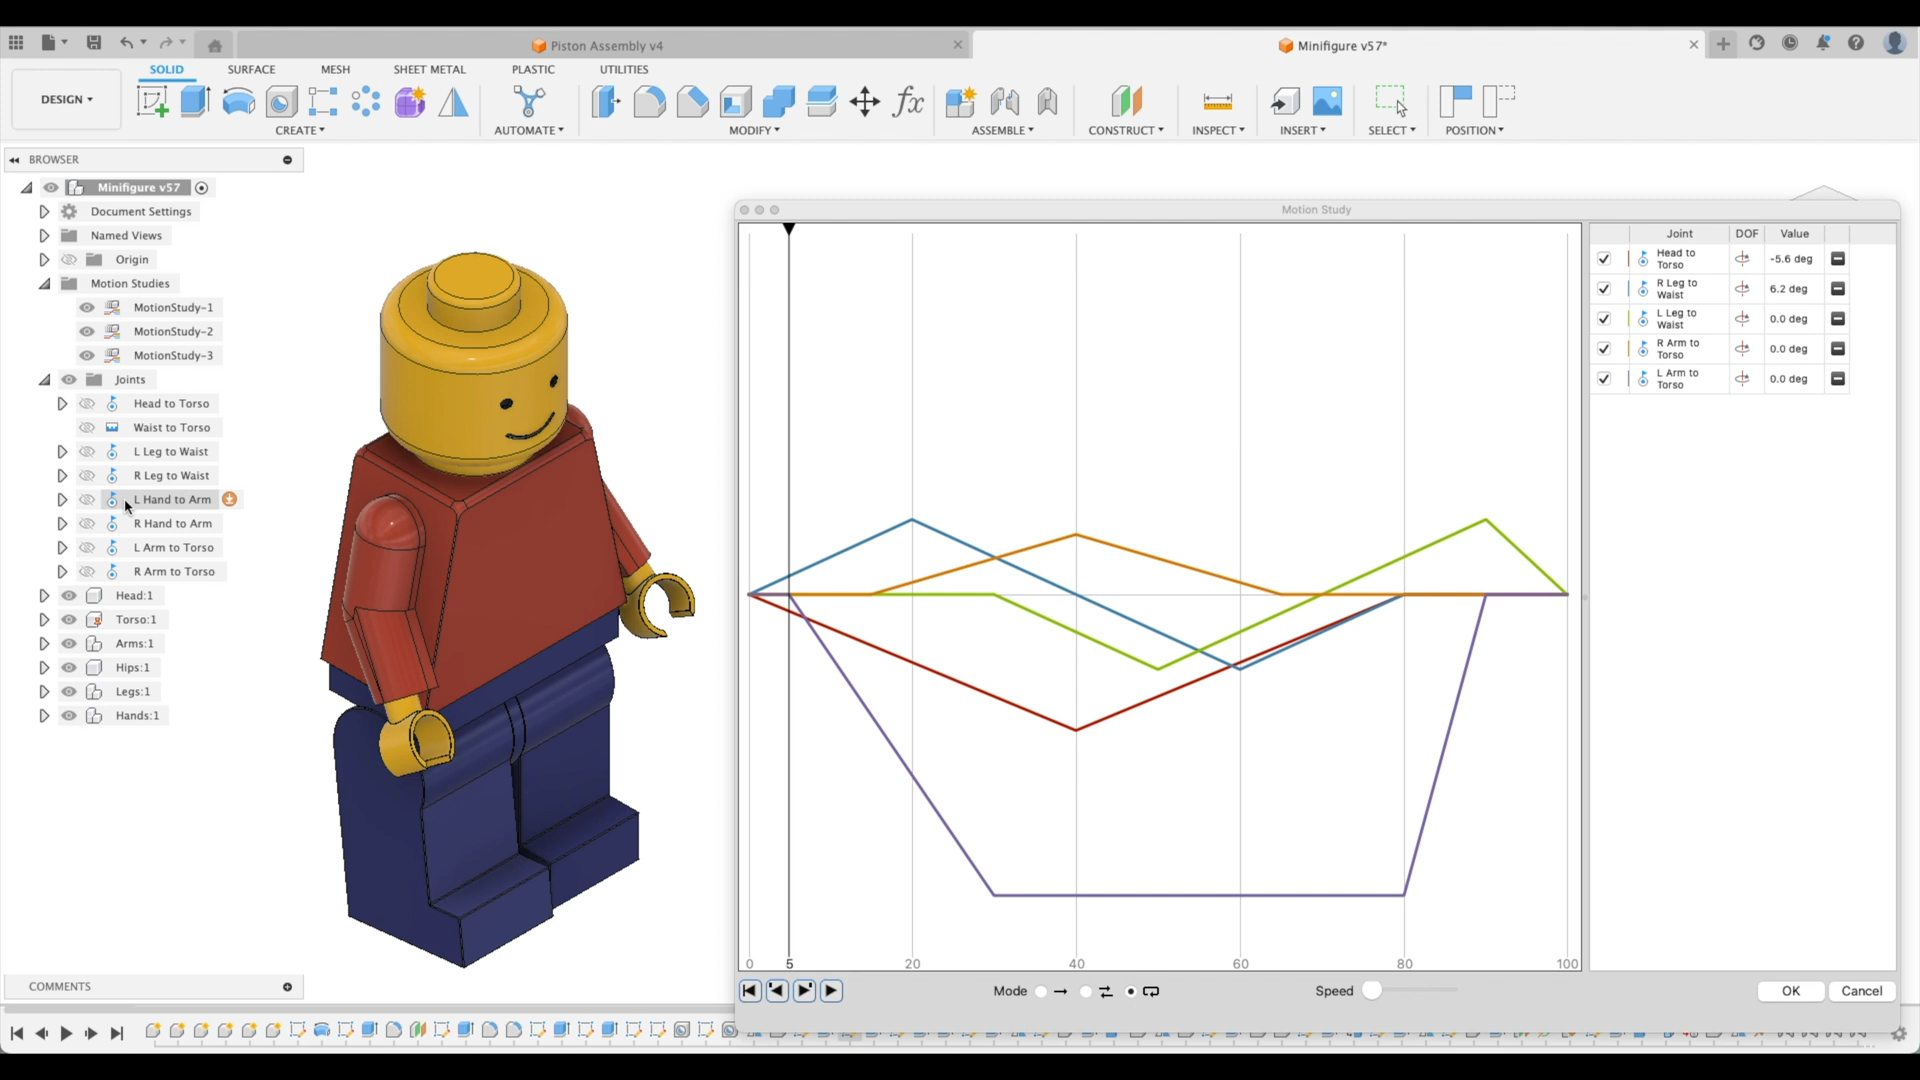 Piston Assembly v4
Minifigure v57*
DESIGN
SOLID
SURFACE
MESH
SHEET METAL
PLASTIC
UTILITIES
fx
CREATE
AUTOMATE
MODIFY
ASSEMBLE
CONSTRUCT
INSPECT
INSERT
SELECT
POSITION
BROWSER
Minifigure v57
Document Settings
Named Views
Origin
Motion Studies
MotionStudy-1
MotionStudy-2
MotionStudy-3
Joints
Head to Torso
Waist to Torso
L Leg to Waist
R Leg to Waist
L Hand to Arm
R Hand to Arm
L Arm to Torso
R Arm to Torso
Head:1
Torso:1
Arms:1
Hips:1
Legs:1
Hands:1
COMMENTS
Motion Study
Joint DOF Value
Head to
Torso
-5.6 deg
R Leg to
Waist
6.2 deg
L Leg to
Waist
0.0 deg
R Arm to
Torso
0.0 deg
L Arm to
Torso
0.0 deg
0 5 20 40 60 80 100
Mode
Speed
OK
Cancel